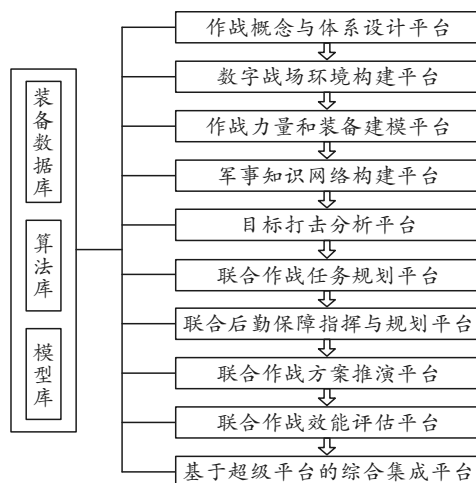 装备数据库
算法库
模型库
作战概念与体系设计平台
数字战场环境构建平台
作战力量和装备建模平台
军事知识网络构建平台
目标打击分析平台
联合作战任务规划平台
联合后勤保障指挥与规划平台
联合作战方案推演平台
联合作战效能评估平台
基于超级平台的综合集成平台